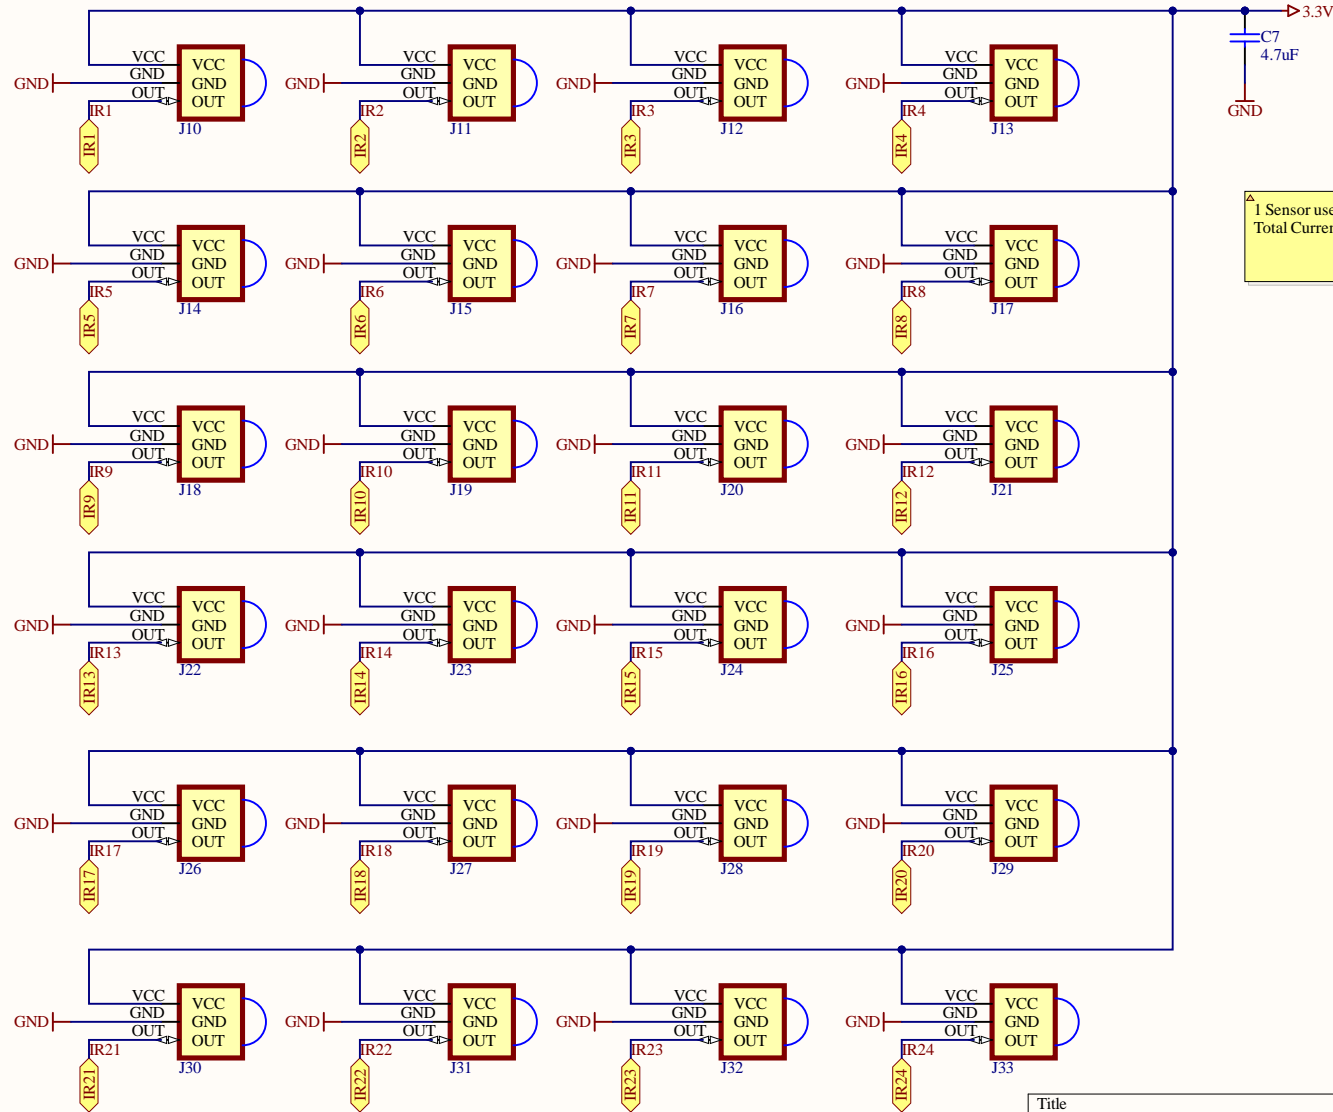 3.3V
C7
4.7uF
GND
VCC GND OUT GND IR1 IR1 VCC GND OUT J10
VCC GND OUT GND IR2 IR2 VCC GND OUT J11
VCC GND OUT GND IR3 IR3 VCC GND OUT J12
VCC GND OUT GND IR4 IR4 VCC GND OUT J13
1 Sensor use
Total Curren
VCC GND OUT GND IR5 IR5 VCC GND OUT J14
VCC GND OUT GND IR6 IR6 VCC GND OUT J15
VCC GND OUT GND IR7 IR7 VCC GND OUT J16
VCC GND OUT GND IR8 IR8 VCC GND OUT J17
VCC GND OUT GND IR9 IR9 VCC GND OUT J18
VCC GND OUT GND IR10 IR10 VCC GND OUT J19
VCC GND OUT GND IR11 IR11 VCC GND OUT J20
VCC GND OUT GND IR12 IR12 VCC GND OUT J21
VCC GND OUT GND IR13 IR13 VCC GND OUT J22
VCC GND OUT GND IR14 IR14 VCC GND OUT J23
VCC GND OUT GND IR15 IR15 VCC GND OUT J24
VCC GND OUT GND IR16 IR16 VCC GND OUT J25
VCC GND OUT GND IR17 IR17 VCC GND OUT J26
VCC GND OUT GND IR18 IR18 VCC GND OUT J27
VCC GND OUT GND IR19 IR19 VCC GND OUT J28
VCC GND OUT GND IR20 IR20 VCC GND OUT J29
VCC GND OUT GND IR21 IR21 VCC GND OUT J30
VCC GND OUT GND IR22 IR22 VCC GND OUT J31
VCC GND OUT GND IR23 IR23 VCC GND OUT J32
VCC GND OUT GND IR24 IR24 VCC GND OUT J33
Title